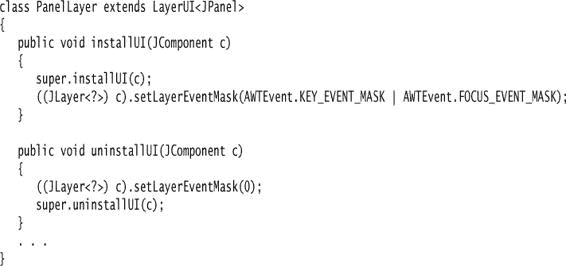 class PanelLayer extends LayerUI<JPanel>
{
   public void installUI(JComponent c)
   {
      super.installUI(c);
      ((JLayer<?>) c).setLayerEventMask(AWTEvent.KEY_EVENT_MASK | AWTEvent.FOCUS_EVENT_MASK);
   }

   public void uninstallUI(JComponent c)
   {
      ((JLayer<?>) c).setLayerEventMask(0);
      super.uninstallUI(c);
   }
   . . .
}